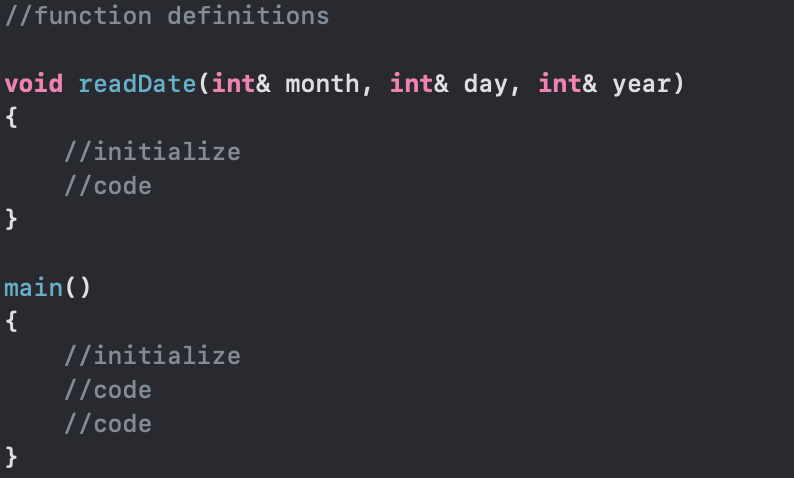 //function definitions
void readDate(int& month, int& day, int& year)
{
    //initialize
    //code
}
main()
{
    //initialize
    //code
    //code
}